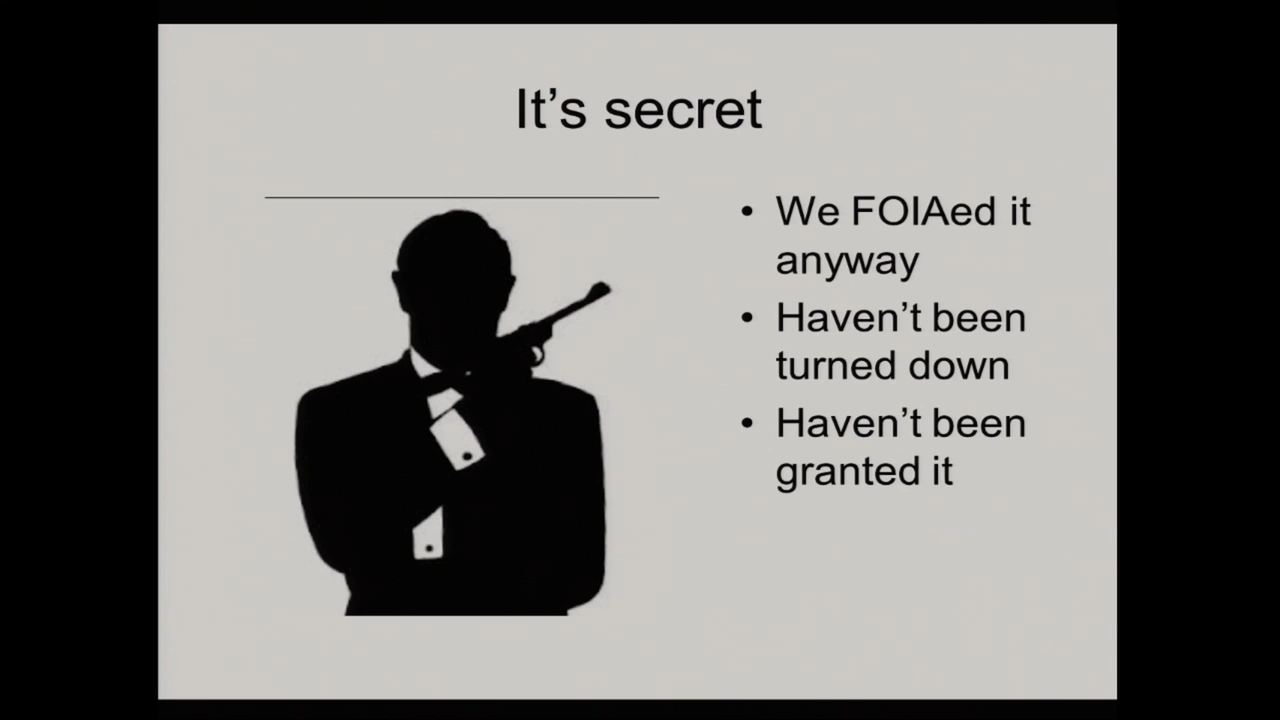 It’s secret
• We FOIAed it
anyway
• Haven’t been
turned down
• Haven’t been
granted it